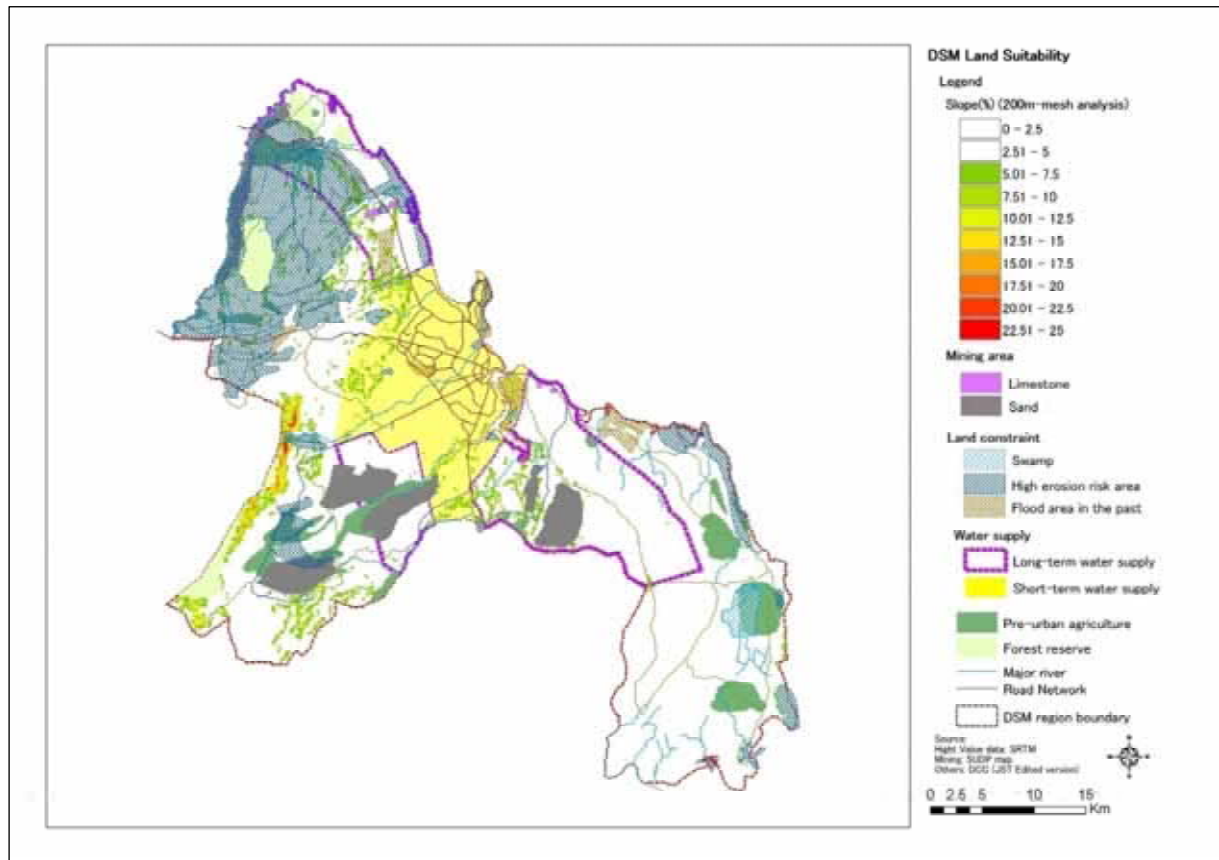 DSM Land Suitability
Legend
Slope(%) (200m-mesh analysis)
0 - 2.5
2.51 - 5
5.01 - 7.5
7.51 - 10
10.01 - 12.5
12.51 - 15
15.01 - 17.5
17.51 - 20
20.01 - 22.5
22.51 - 25
Mining area
Limestone
Sand
Land constraint
Swamp
High erosion risk area
Flood area in the past
Water supply
Long-term water supply
Short-term water supply
Pre-urban agriculture
Forest reserve
Major river
Road Network
DSM region boundary
Source:
Hight Value data: SRTM
Mining: SUDP map
Others: DCC (JST Edited version)
0 2.5 5 10 15
Km